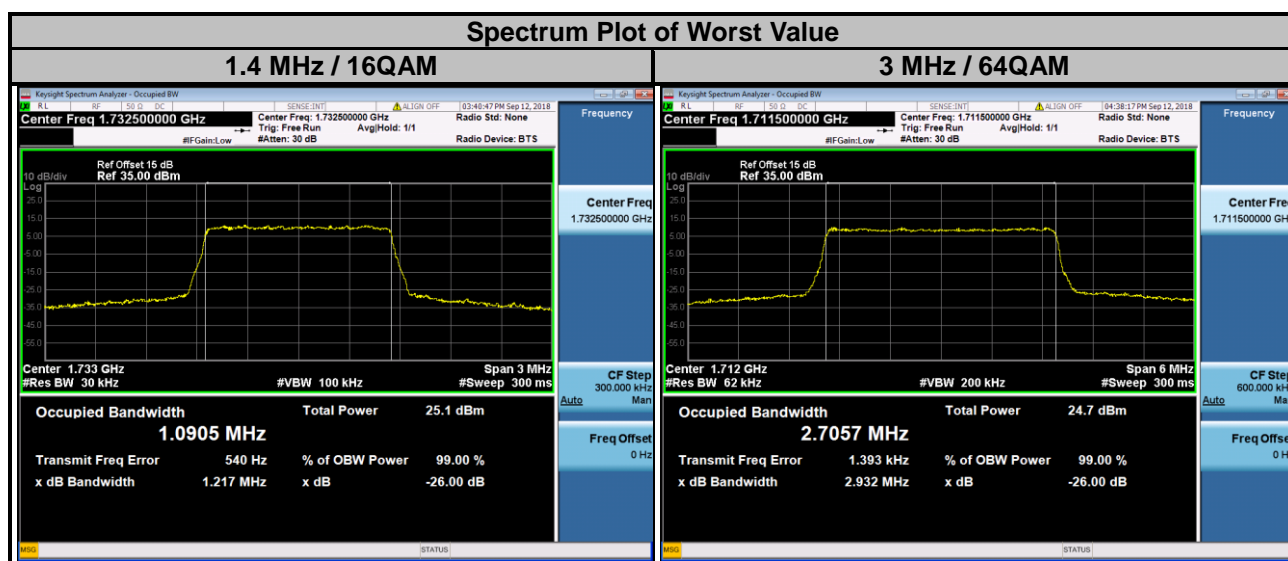 Spectrum Plot of Worst Value
1.4 MHz / 16QAM
3 MHz / 64QAM
Keysight Spectrum Analyzer - Occupied BW
RL RF 50 Ω DC SENSE:INT ALIGN OFF 03:40:47 PM Sep 12, 2018
Center Freq 1.732500000 GHz
Center Freq: 1.732500000 GHz
Radio Std: None
Trig: Free Run Avg|Hold: 1/1
#IFGain:Low #Atten: 30 dB Radio Device: BTS
Ref Offset 15 dB
10 dB/div Ref 35.00 dBm
Log
25.0
15.0
5.00
-5.00
-15.0
-25.0
-35.0
-45.0
-55.0
Center 1.733 GHz Span 3 MHz
#Res BW 30 kHz #VBW 100 kHz #Sweep 300 ms
Occupied Bandwidth Total Power 25.1 dBm
1.0905 MHz
Transmit Freq Error 540 Hz % of OBW Power 99.00 %
x dB Bandwidth 1.217 MHz x dB -26.00 dB
MSG STATUS
Frequency
Center Freq
1.732500000 GHz
CF Step
300.000 kHz
Auto Man
Freq Offset
0 Hz
Keysight Spectrum Analyzer - Occupied BW
RL RF 50 Ω DC SENSE:INT ALIGN OFF 04:38:17 PM Sep 12, 2018
Center Freq 1.711500000 GHz
Center Freq: 1.711500000 GHz
Radio Std: None
Trig: Free Run Avg|Hold: 1/1
#IFGain:Low #Atten: 30 dB Radio Device: BTS
Ref Offset 15 dB
10 dB/div Ref 35.00 dBm
Log
25.0
15.0
5.00
-5.00
-15.0
-25.0
-35.0
-45.0
-55.0
Center 1.712 GHz Span 6 MHz
#Res BW 62 kHz #VBW 200 kHz #Sweep 300 ms
Occupied Bandwidth Total Power 24.7 dBm
2.7057 MHz
Transmit Freq Error 1.393 kHz % of OBW Power 99.00 %
x dB Bandwidth 2.932 MHz x dB -26.00 dB
MSG STATUS
Frequency
Center Fre
1.711500000 GH
CF Step
600.000 kH
Auto Ma
Freq Offse
0 H